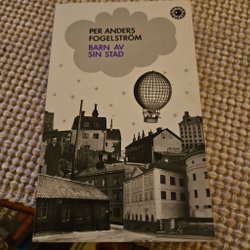 PER ANDERS
FOGELSTRÖM
BARN AV
SIN STAD